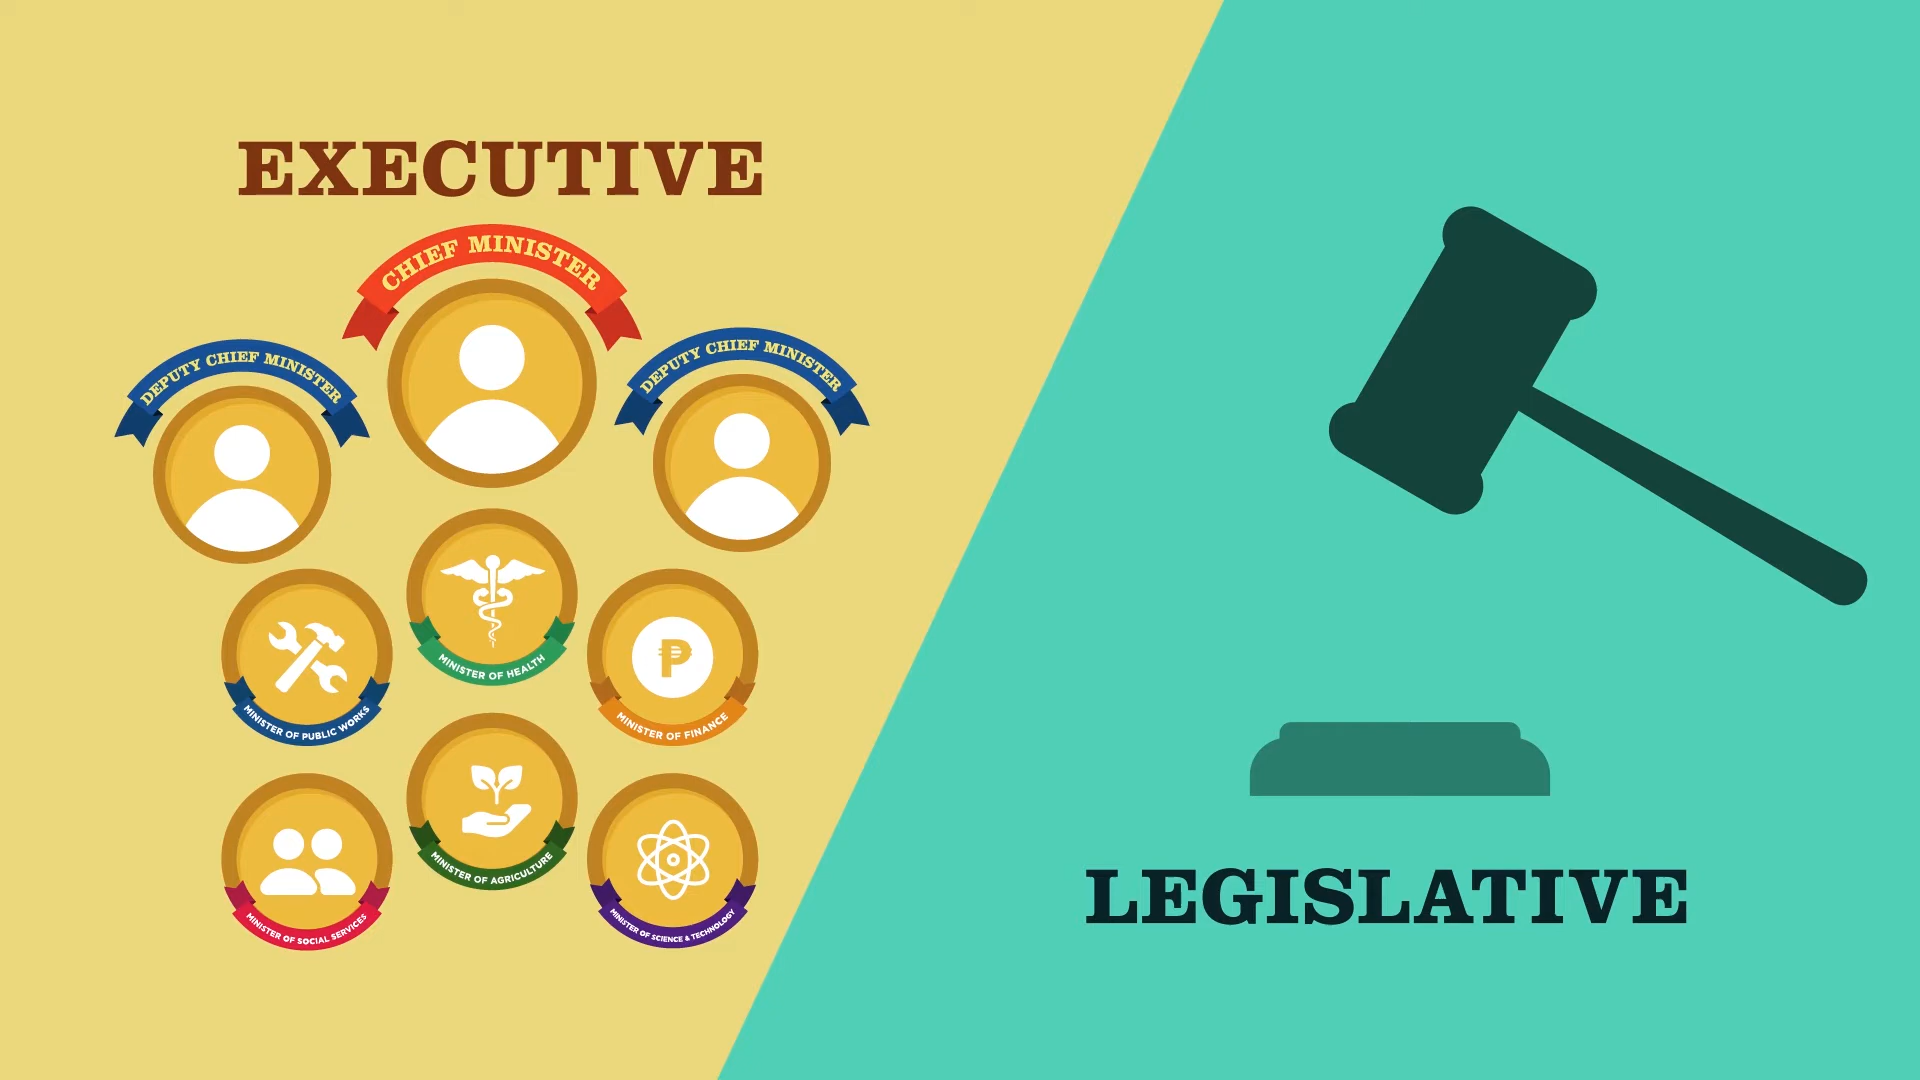 EXECUTIVE
CHIEF MINISTER
DEPUTY CHIEF MINISTER
DEPUTY CHIEF MINISTER
MINISTER OF HEALTH
MINISTER OF PUBLIC WORKS
MINISTER OF FINANCE
MINISTER OF AGRICULTURE
MINISTER OF SOCIAL SERVICES
MINISTER OF SCIENCE & TECHNOLOGY
LEGISLATIVE